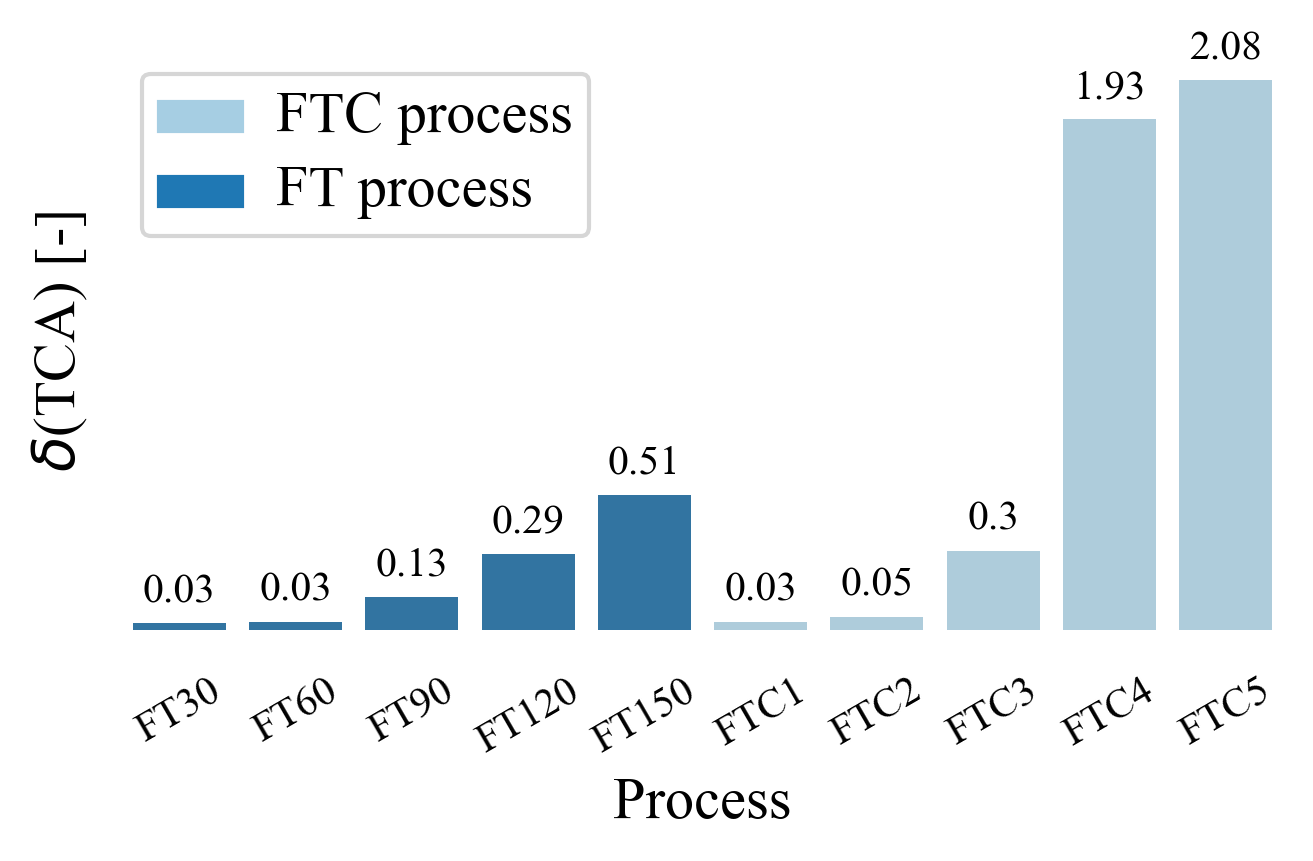 FTC process
FT process
δ(TCA) [-]
0.03
0.03
0.13
0.29
0.51
0.03
0.05
0.3
1.93
2.08
FT30
FT60
FT90
FT120
FT150
FTC1
FTC2
FTC3
FTC4
FTC5
Process